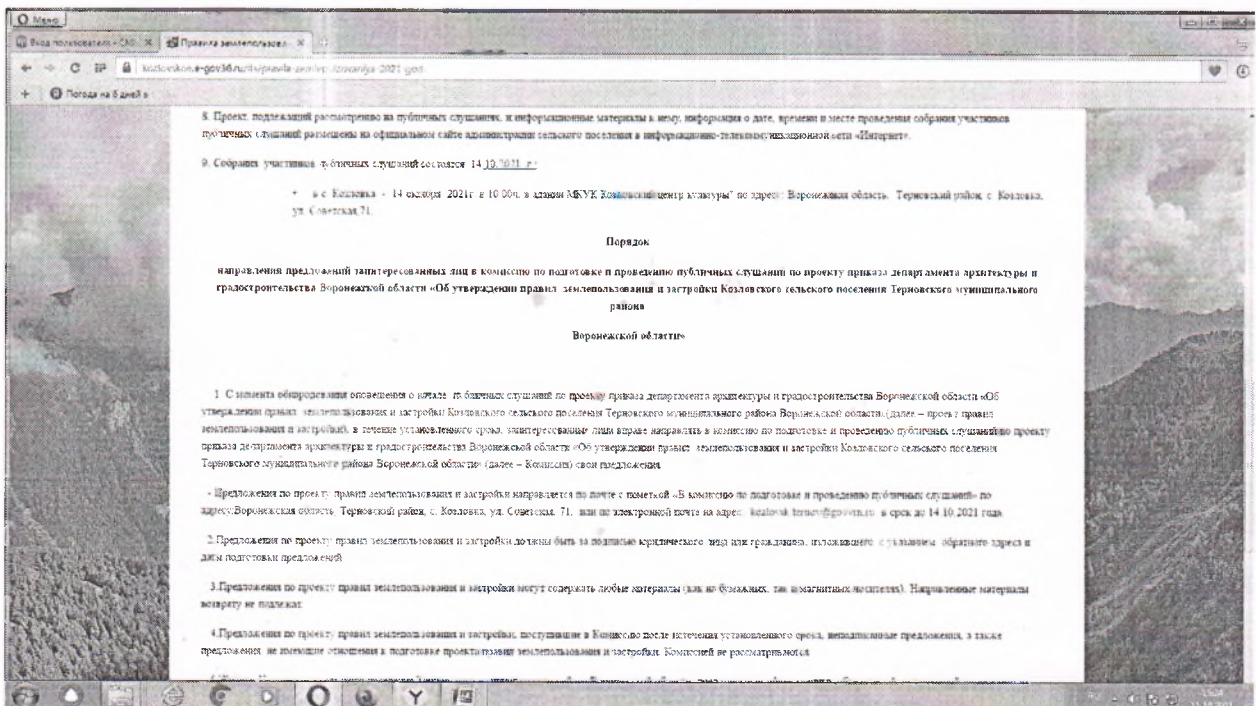 Меню
Вход пользователя - CMS
Правила землепользова
kozlovskoe.e-gov36.ru
+ Погода на 5 дней в
8. Проект, подлежащий рассмотрению на публичных слушаниях, и информационные материалы к нему, информация о дате, времени и месте проведения собрания участников
публичных слушаний размещены на официальном сайте администрации сельского поселения в информационно-телекоммуникационной сети «Интернет».
9. Собрания участников публичных слушаний состоятся 14.10.2021 г.:
• в с. Козловка - 14 октября 2021г в 10.00ч. в здании МКУК Козловский центр культуры" по адресу: Воронежская область, Терновский район, с. Козловка,
ул. Советская,71.
Порядок
направления предложений заинтересованных лиц в комиссию по подготовке и проведению публичных слушаний по проекту приказа департамента архитектуры и
градостроительства Воронежской области «Об утверждении правил землепользования и застройки Козловского сельского поселения Терновского муниципального
района
Воронежской области»
1. С момента обнародования оповещения о начале публичных слушаний по проекту приказа департамента архитектуры и градостроительства Воронежской области «Об
утверждении правил землепользования и застройки Козловского сельского поселения Терновского муниципального района Воронежской области» (далее – проект правил
землепользования и застройки), в течение установленного срока, заинтересованные лица вправе направлять в комиссию по подготовке и проведению публичных слушаний по проекту
приказа департамента архитектуры и градостроительства Воронежской области «Об утверждении правил землепользования и застройки Козловского сельского поселения
Терновского муниципального района Воронежской области» (далее – Комиссия) свои предложения.
- Предложения по проекту правил землепользования и застройки направляется по почте с пометкой «В комиссию по подготовке и проведению публичных слушаний» по
адресу:Воронежская область, Терновский район, с. Козловка, ул. Советская, 71, или по электронной почте на адрес: в срок до 14.10.2021 года.
2.Предложения по проекту правил землепользования и застройки должны быть за подписью юридического лица или гражданина, изложившего с указанием обратного адреса и
даты подготовки предложений.
3.Предложения по проекту правил землепользования и застройки могут содержать любые материалы (как на бумажных, так и магнитных носителях). Направленные материалы
возврату не подлежат.
4.Предложения по проекту правил землепользования и застройки, поступившие в Комиссию после истечения установленного срока, неподписанные предложения, а также
предложения, не имеющие отношения к подготовке проекта правил землепользования и застройки, Комиссией не рассматриваются.
15:24